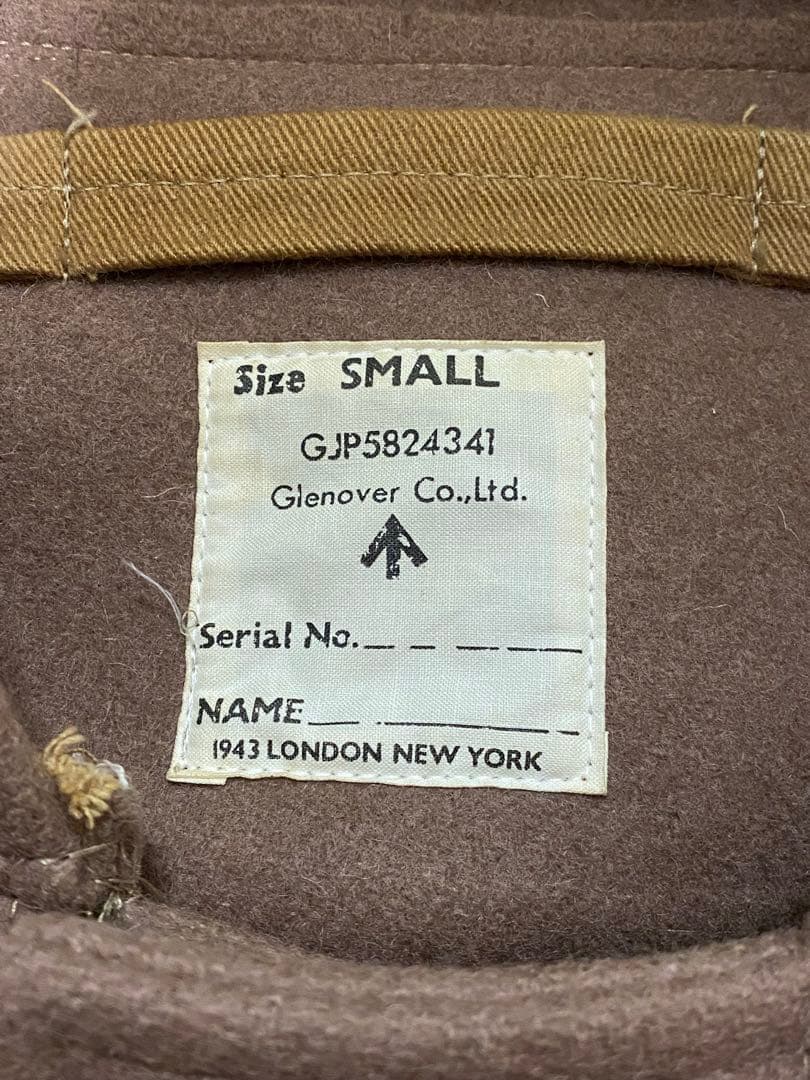 Size SMALL
GJP5824341
Glenover Co.,Ltd.
Serial No.
NAME
1943 LONDON NEW YORK